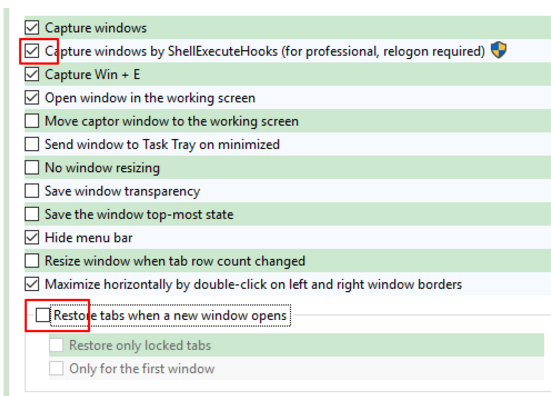 Capture windows
Capture windows by ShellExecuteHooks (for professional, relogon required)
Capture Win + E
Open window in the working screen
Move captor window to the working screen
Send window to Task Tray on minimized
No window resizing
Save window transparency
Save the window top-most state
Hide menu bar
Resize window when tab row count changed
Maximize horizontally by double-click on left and right window borders
Restore tabs when a new window opens
Restore only locked tabs
Only for the first window